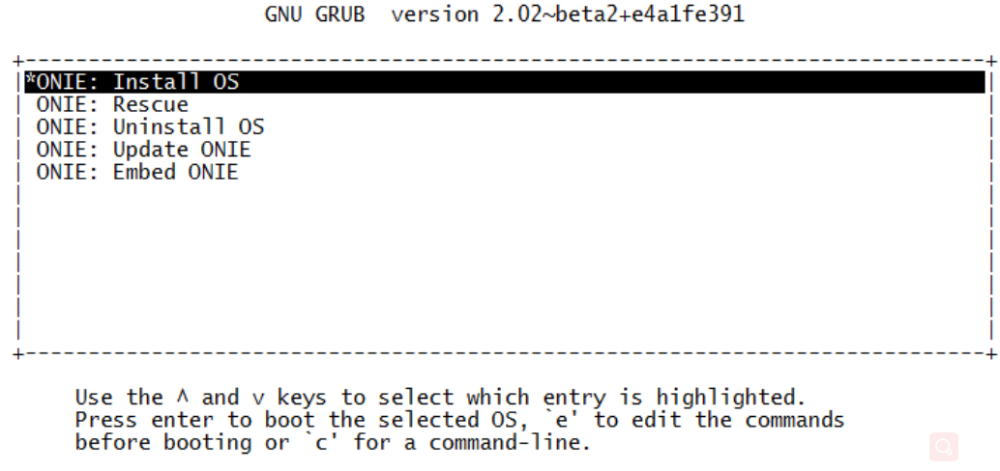 GNU GRUB  version 2.02~beta2+e4a1fe391
+----------------------------------------------------------------------------+
|*ONIE: Install OS                                                           |
| ONIE: Rescue                                                               |
| ONIE: Uninstall OS                                                         |
| ONIE: Update ONIE                                                          |
| ONIE: Embed ONIE                                                           |
+----------------------------------------------------------------------------+
Use the ^ and v keys to select which entry is highlighted.
Press enter to boot the selected OS, `e' to edit the commands
before booting or `c' for a command-line.